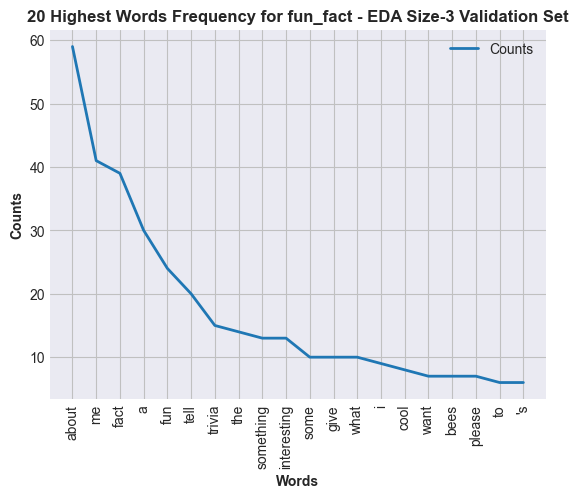 20 Highest Words Frequency for fun_fact - EDA Size-3 Validation Set
Counts
60
50
40
30
20
10
Counts
about
me
fact
a
fun
tell
trivia
the
something
interesting
some
give
what
i
cool
want
bees
please
to
's
Words